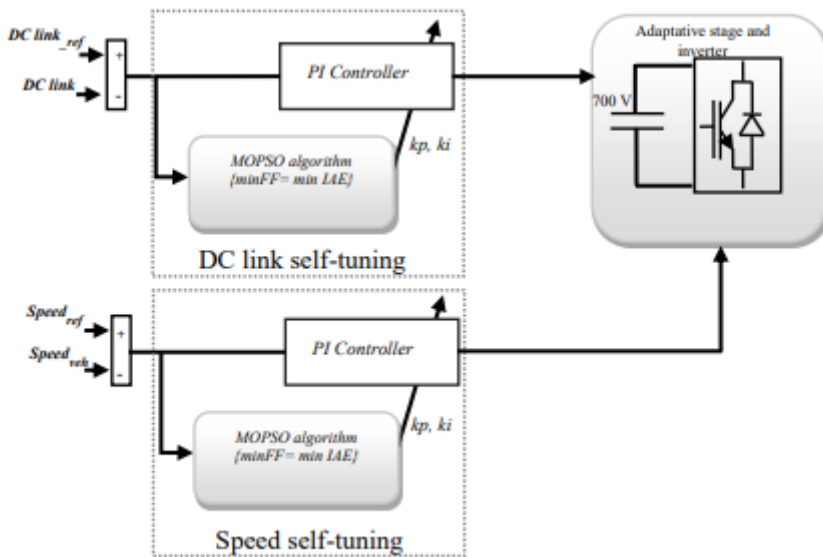 DC link_ref
+
DC link
-
PI Controller
kp, ki
MOPSO algorithm
{minFF= min IAE}
DC link self-tuning
Adaptative stage and
inverter
700 V
Speed_ref
+
Speed_veh
-
PI Controller
kp, ki
MOPSO algorithm
{minFF= min IAE}
Speed self-tuning